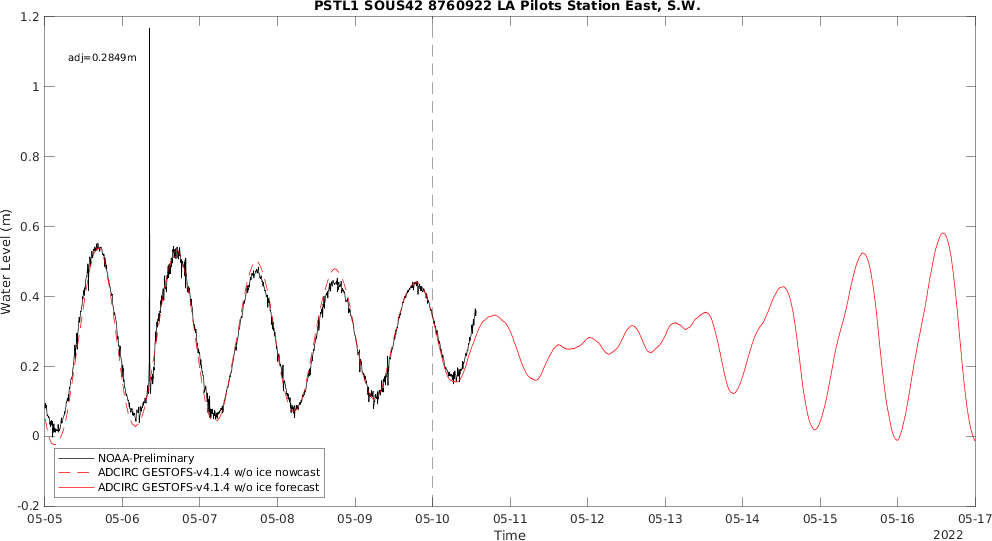 PSTL1 SOUS42 8760922 LA Pilots Station East, S.W.
adj=0.2849m
1.2
1
0.8
0.6
0.4
0.2
0
-0.2
Water Level (m)
NOAA-Preliminary
ADCIRC GESTOFS-v4.1.4 w/o ice nowcast
ADCIRC GESTOFS-v4.1.4 w/o ice forecast
05-05 05-06 05-07 05-08 05-09 05-10 05-11 05-12 05-13 05-14 05-15 05-16 05-17
Time
2022